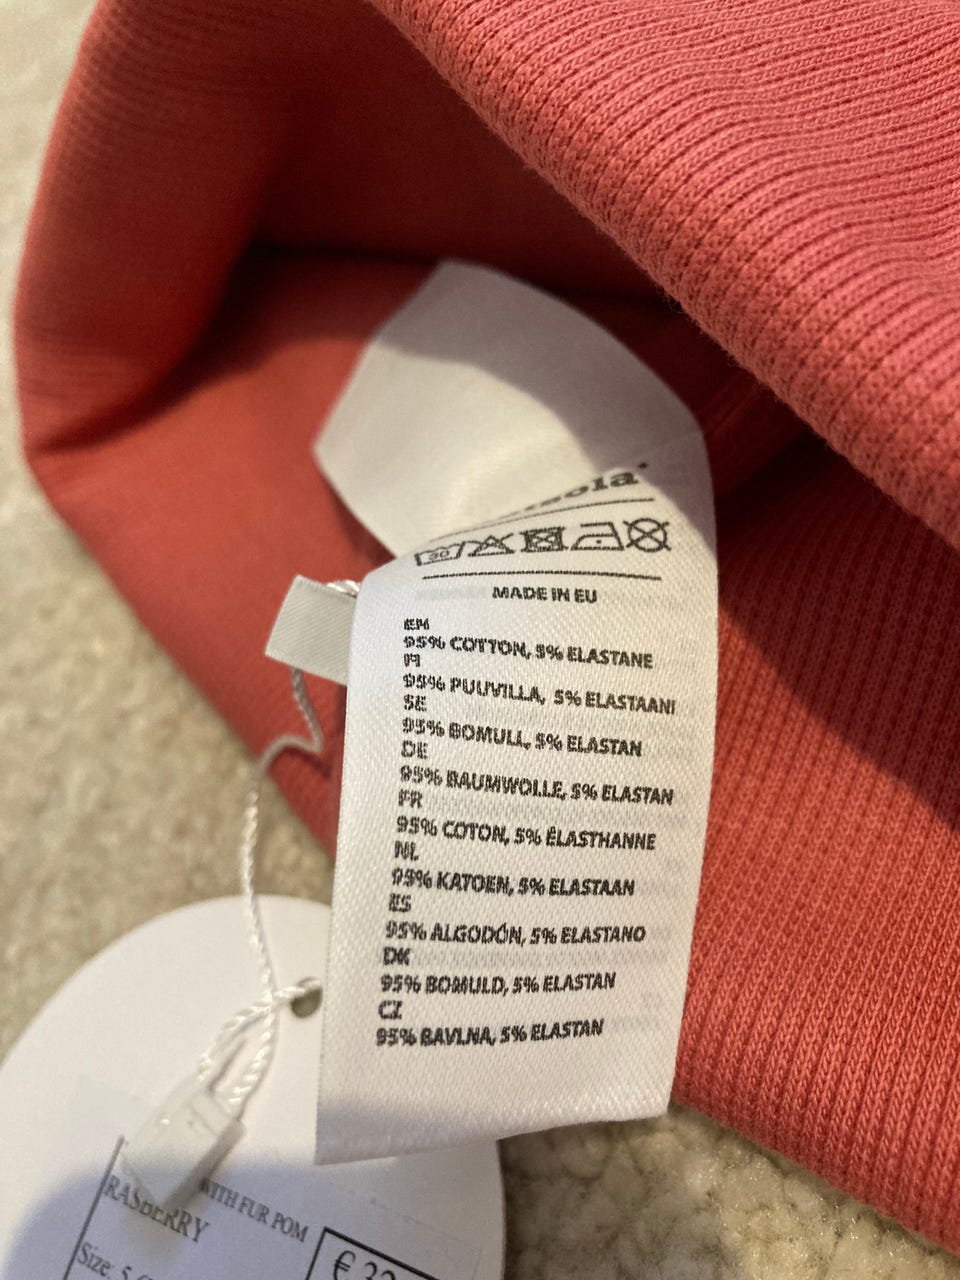 30
MADE IN EU
EN
95% COTTON, 5% ELASTANE
FI
95% PUUVILLA, 5% ELASTAANI
SE
95% BOMULL, 5% ELASTAN
DE
95% BAUMWOLLE, 5% ELASTAN
FR
95% COTON, 5% ÉLASTHANNE
NL
95% KATOEN, 5% ELASTAAN
ES
95% ALGODÓN, 5% ELASTANO
DK
95% BOMULD, 5% ELASTAN
CZ
95% BAVLNA, 5% ELASTAN
WITH FUR POM
RASBERRY
Size:
€